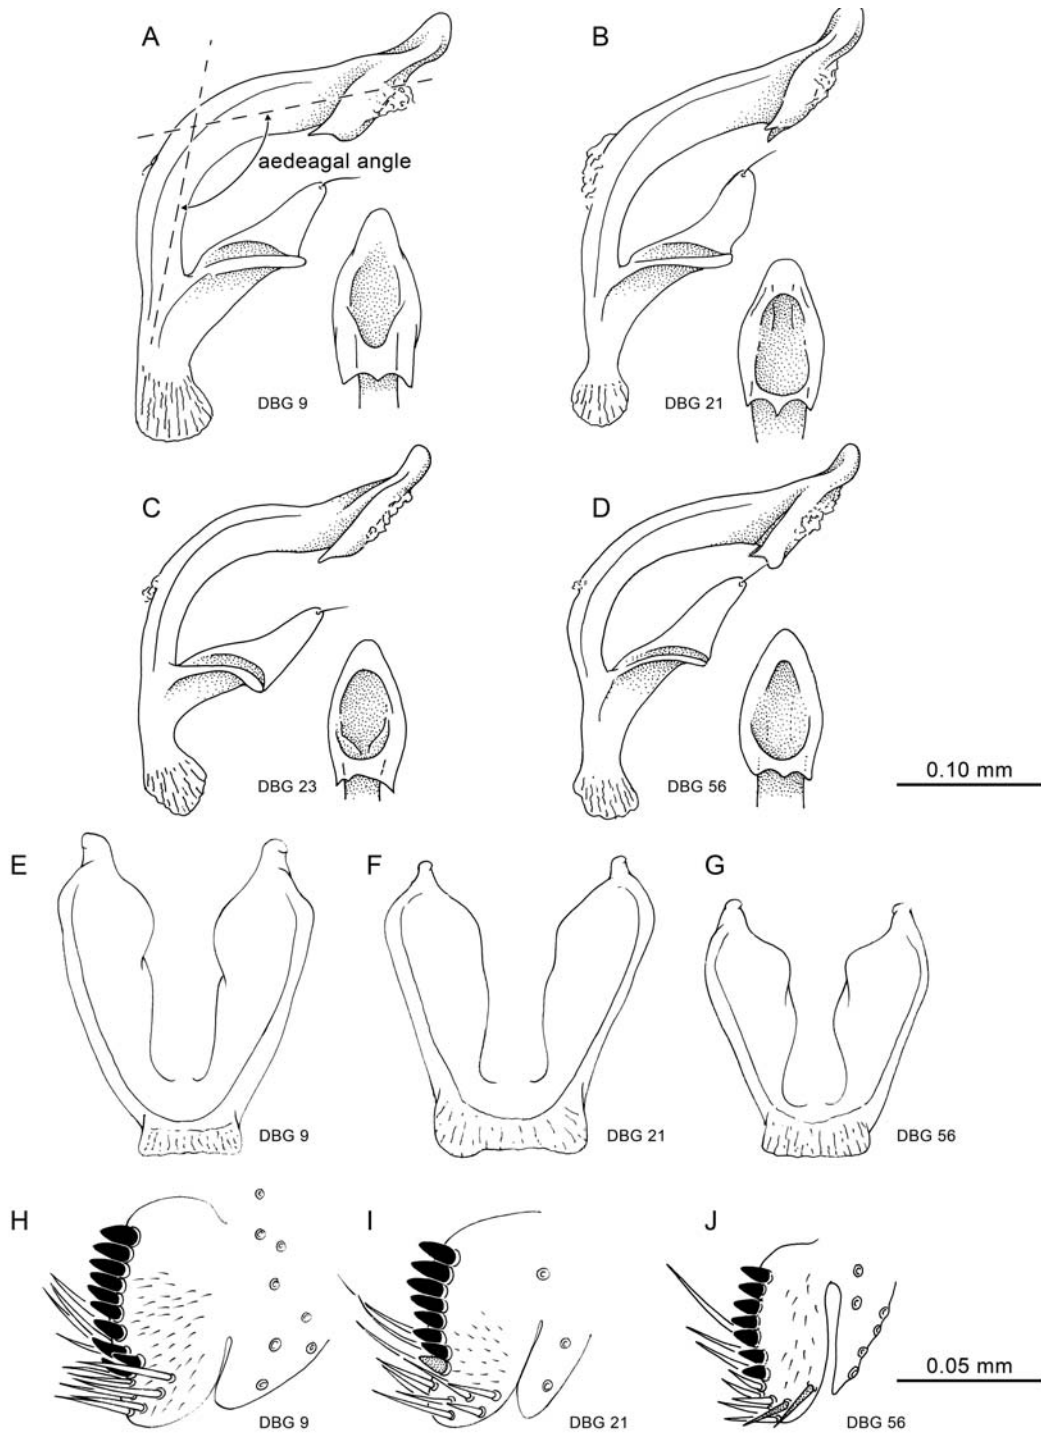 A
B
aedeagal angle
DBG 9
DBG 21
C
D
DBG 23
DBG 56
0.10 mm
E
F
G
DBG 9
DBG 21
DBG 56
H
I
J
0.05 mm
DBG 9
DBG 21
DBG 56